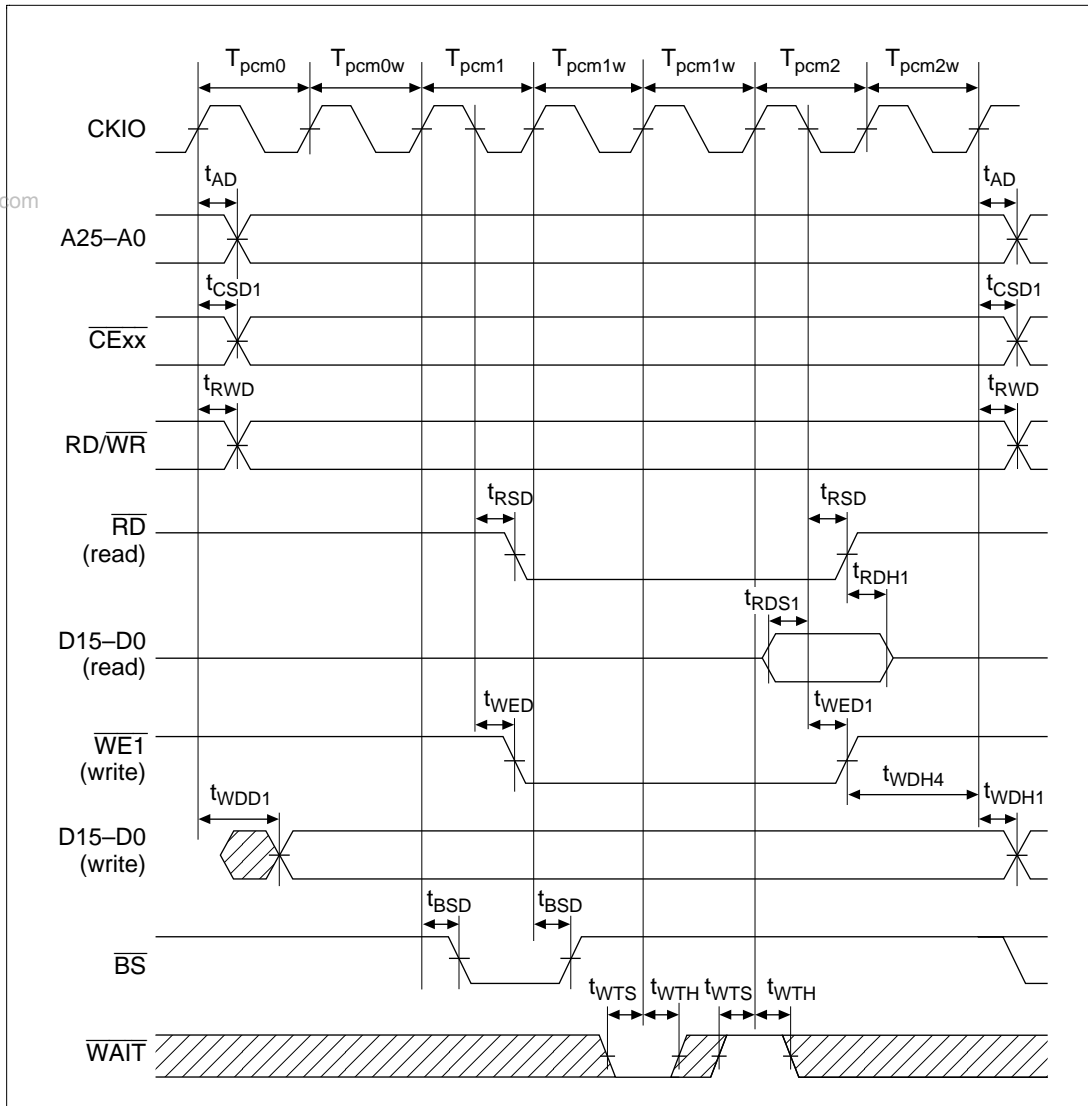 Tpcm0 Tpcm0w Tpcm1 Tpcm1w Tpcm1w Tpcm2 Tpcm2w
CKIO
com
tAD tAD
A25–A0
tCSD1 tCSD1
CExx
tRWD tRWD
RD/WR
tRSD tRSD
RD
(read)
tRDH1
tRDS1
D15–D0
(read)
tWED tWED1
WE1
(write)
tWDH4
tWDD1 tWDH1
D15–D0
(write)
tBSD tBSD
BS
tWTS tWTH tWTS tWTH
WAIT